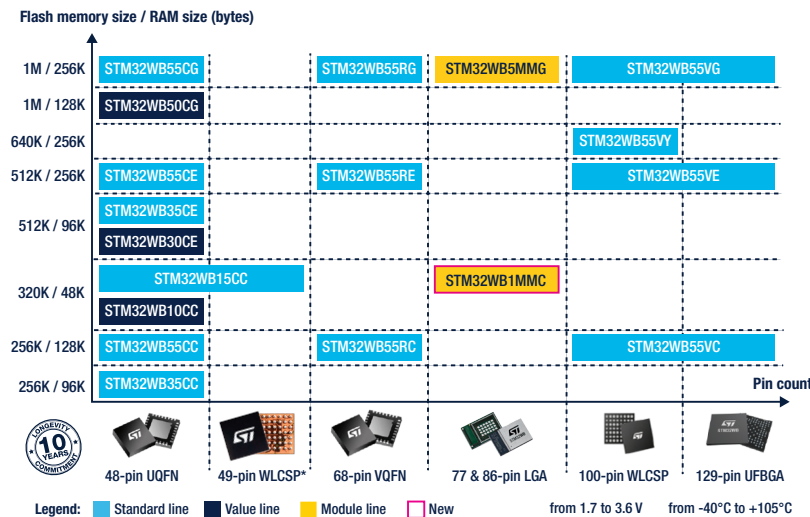 Flash memory size / RAM size (bytes)
1M / 256K STM32WB55CG STM32WB55RG STM32WB5MMG STM32WB55VG
1M / 128K STM32WB50CG
640K / 256K STM32WB55VY
512K / 256K STM32WB55CE STM32WB55RE STM32WB55VE
STM32WB35CE
512K / 96K
STM32WB30CE
STM32WB15CC STM32WB1MMC
320K / 48K
STM32WB10CC
256K / 128K STM32WB55CC STM32WB55RC STM32WB55VC
256K / 96K STM32WB35CC
Pin count
LONGEVITY
10
YEARS
COMMITMENT
48-pin UQFN 49-pin WLCSP* 68-pin VQFN 77 & 86-pin LGA 100-pin WLCSP 129-pin UFBGA
Legend: Standard line Value line Module line New from 1.7 to 3.6 V from -40°C to +105°C